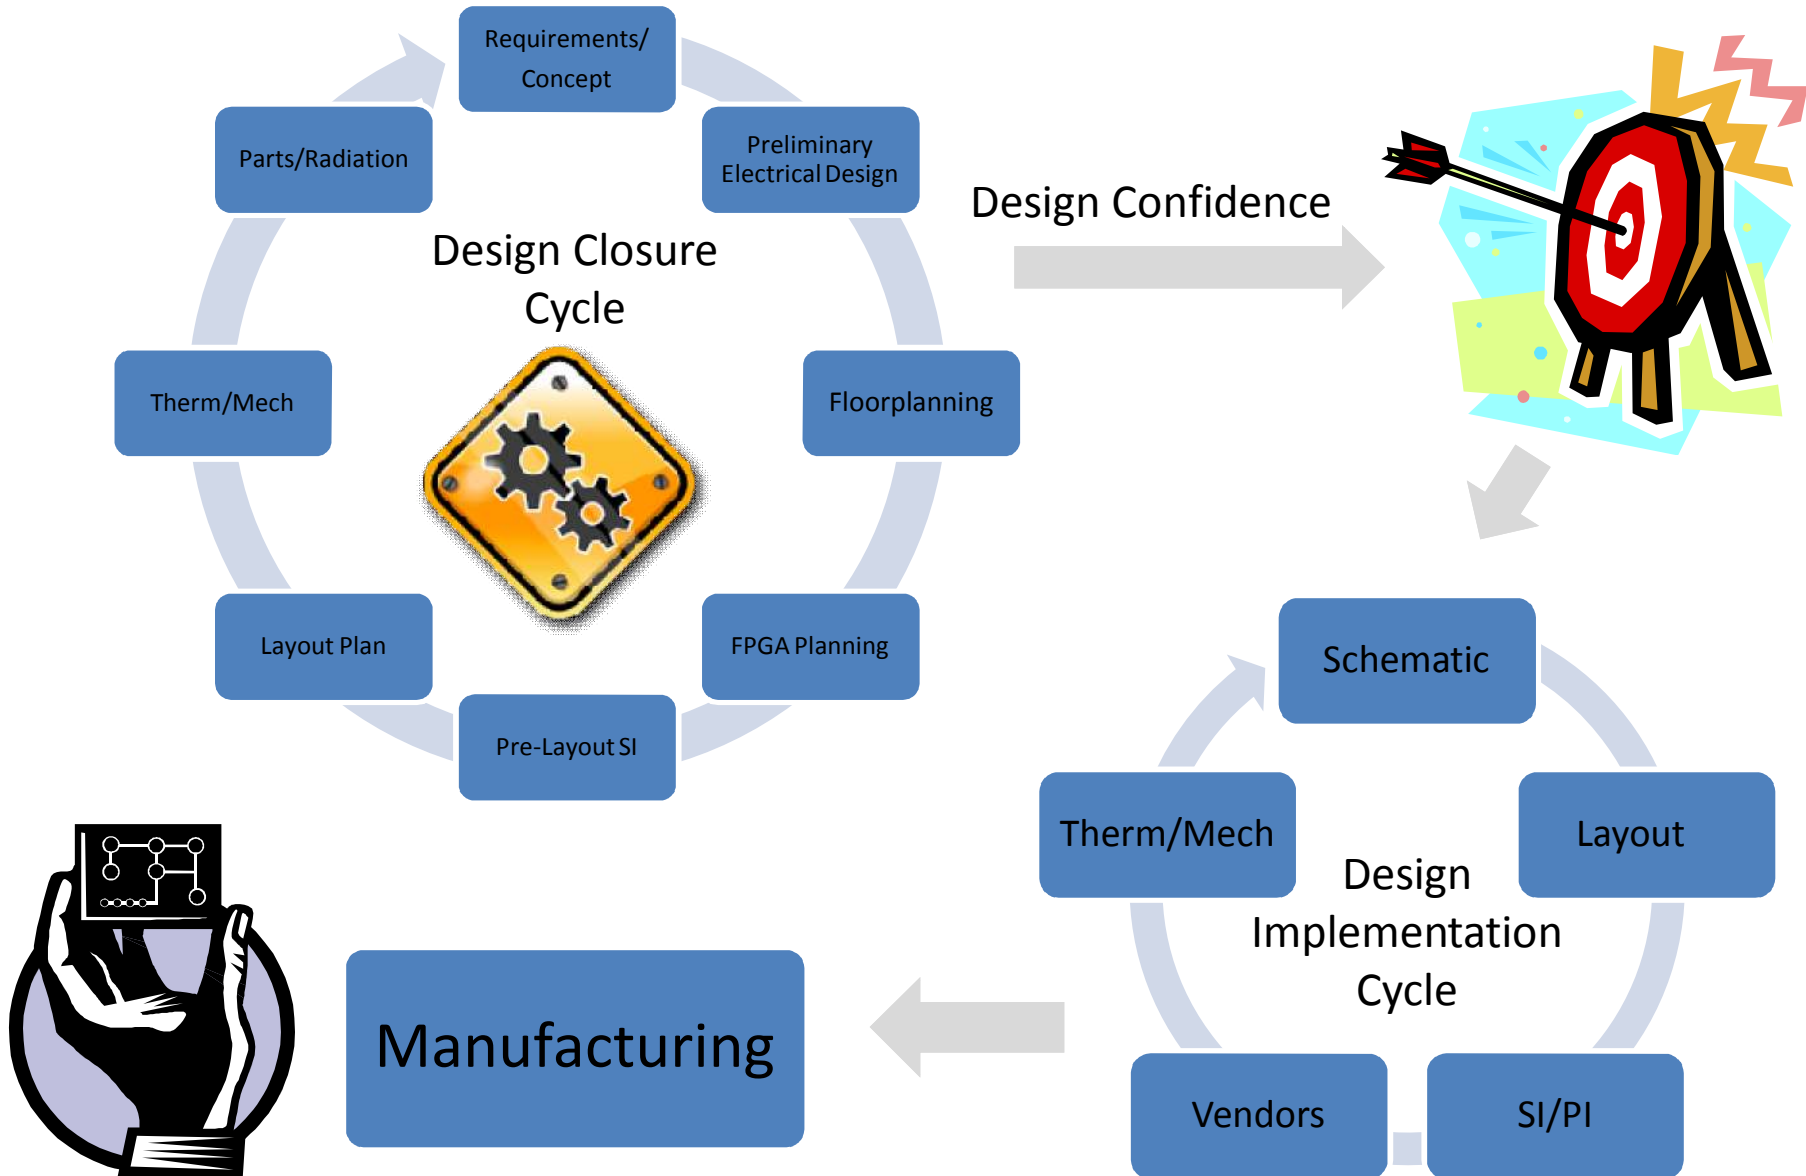 Requirements/
Concept
Preliminary
Electrical Design
Floorplanning
FPGA Planning
Pre-Layout SI
Layout Plan
Therm/Mech
Parts/Radiation
Design Closure
Cycle
Design Confidence
Schematic
Layout
SI/PI
Vendors
Therm/Mech
Design
Implementation
Cycle
Manufacturing